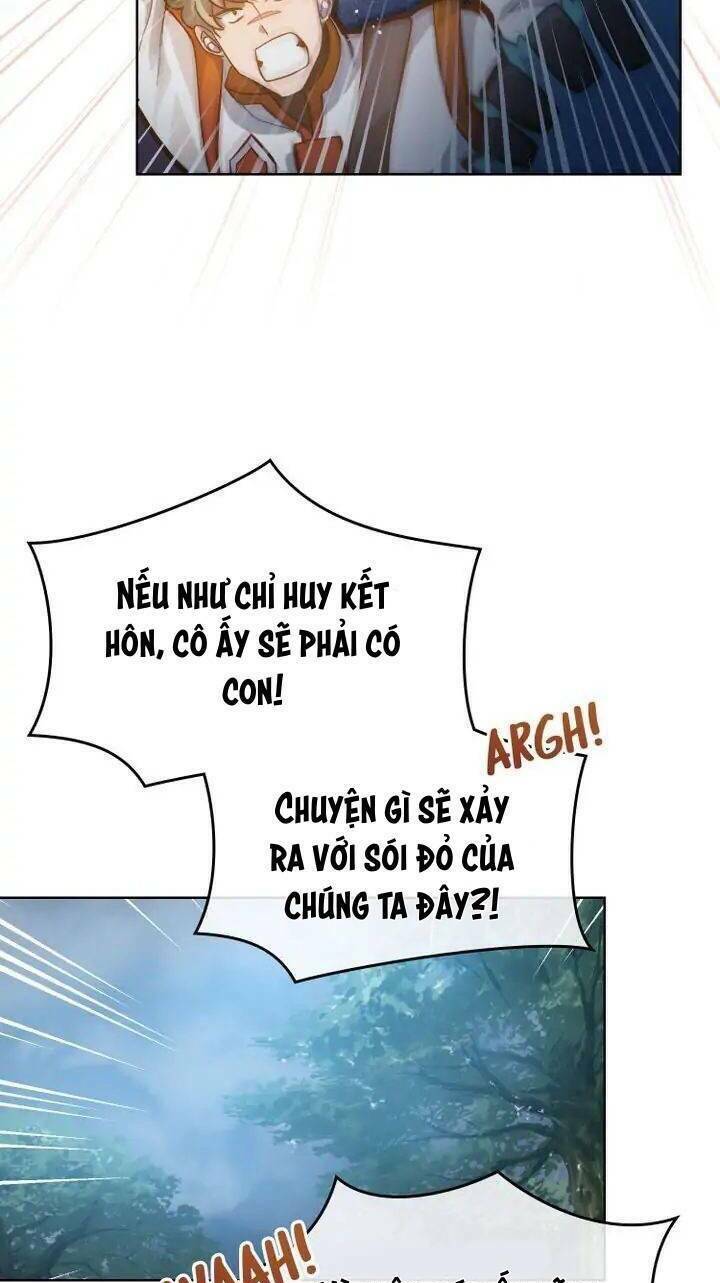 NẾU NHƯ CHỈ HUY KẾT
HÔN, CÔ ẤY SẼ PHẢI CÓ
CON!
ARGH!
CHUYỆN GÌ SẼ XẢY
RA VỚI SÓI ĐỎ CỦA
CHÚNG TA ĐÂY?!